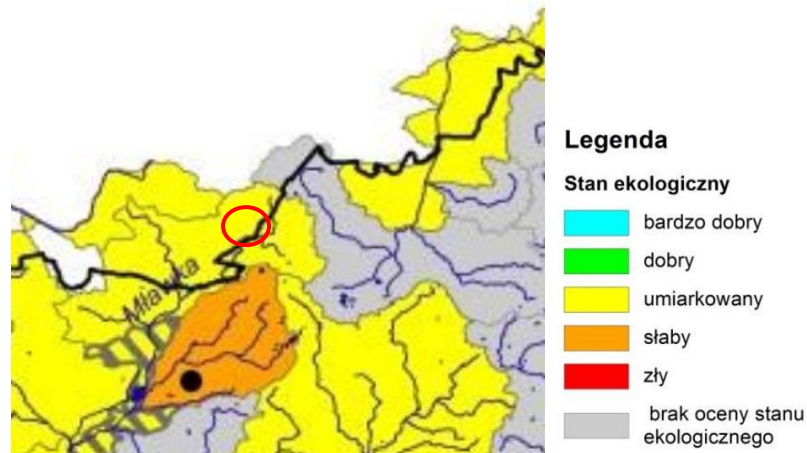 Mławka
Legenda
Stan ekologiczny
bardzo dobry
dobry
umiarkowany
słaby
zły
brak oceny stanu
ekologicznego